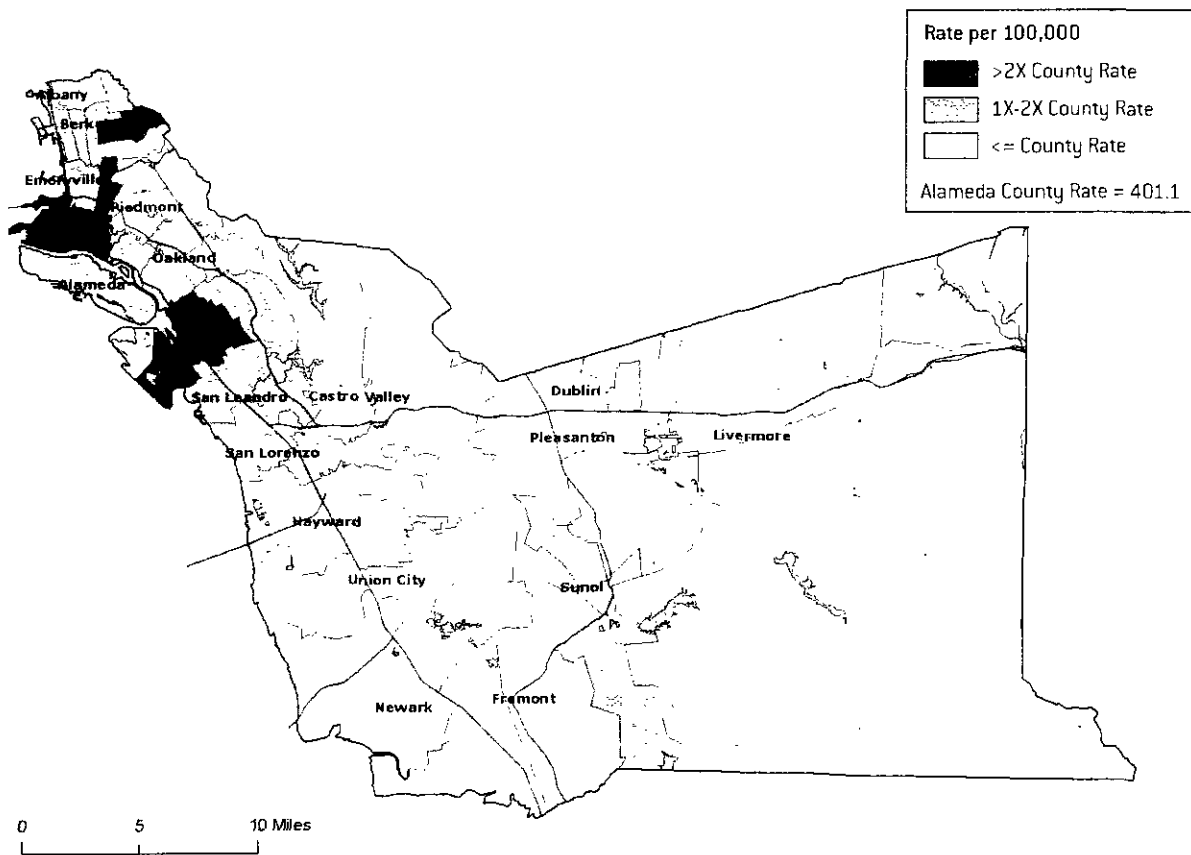 Rate per 100,000
>2X County Rate
1X-2X County Rate
<= County Rate
Alameda County Rate = 401.1
Albany
Berk
Emeryville
Piedmont
Oakland
Alameda
San Leandro
Castro Valley
Dublin
Pleasanton
Livermore
San Lorenzo
Hayward
Union City
Sunol
Fremont
Newark
0 5 10 Miles